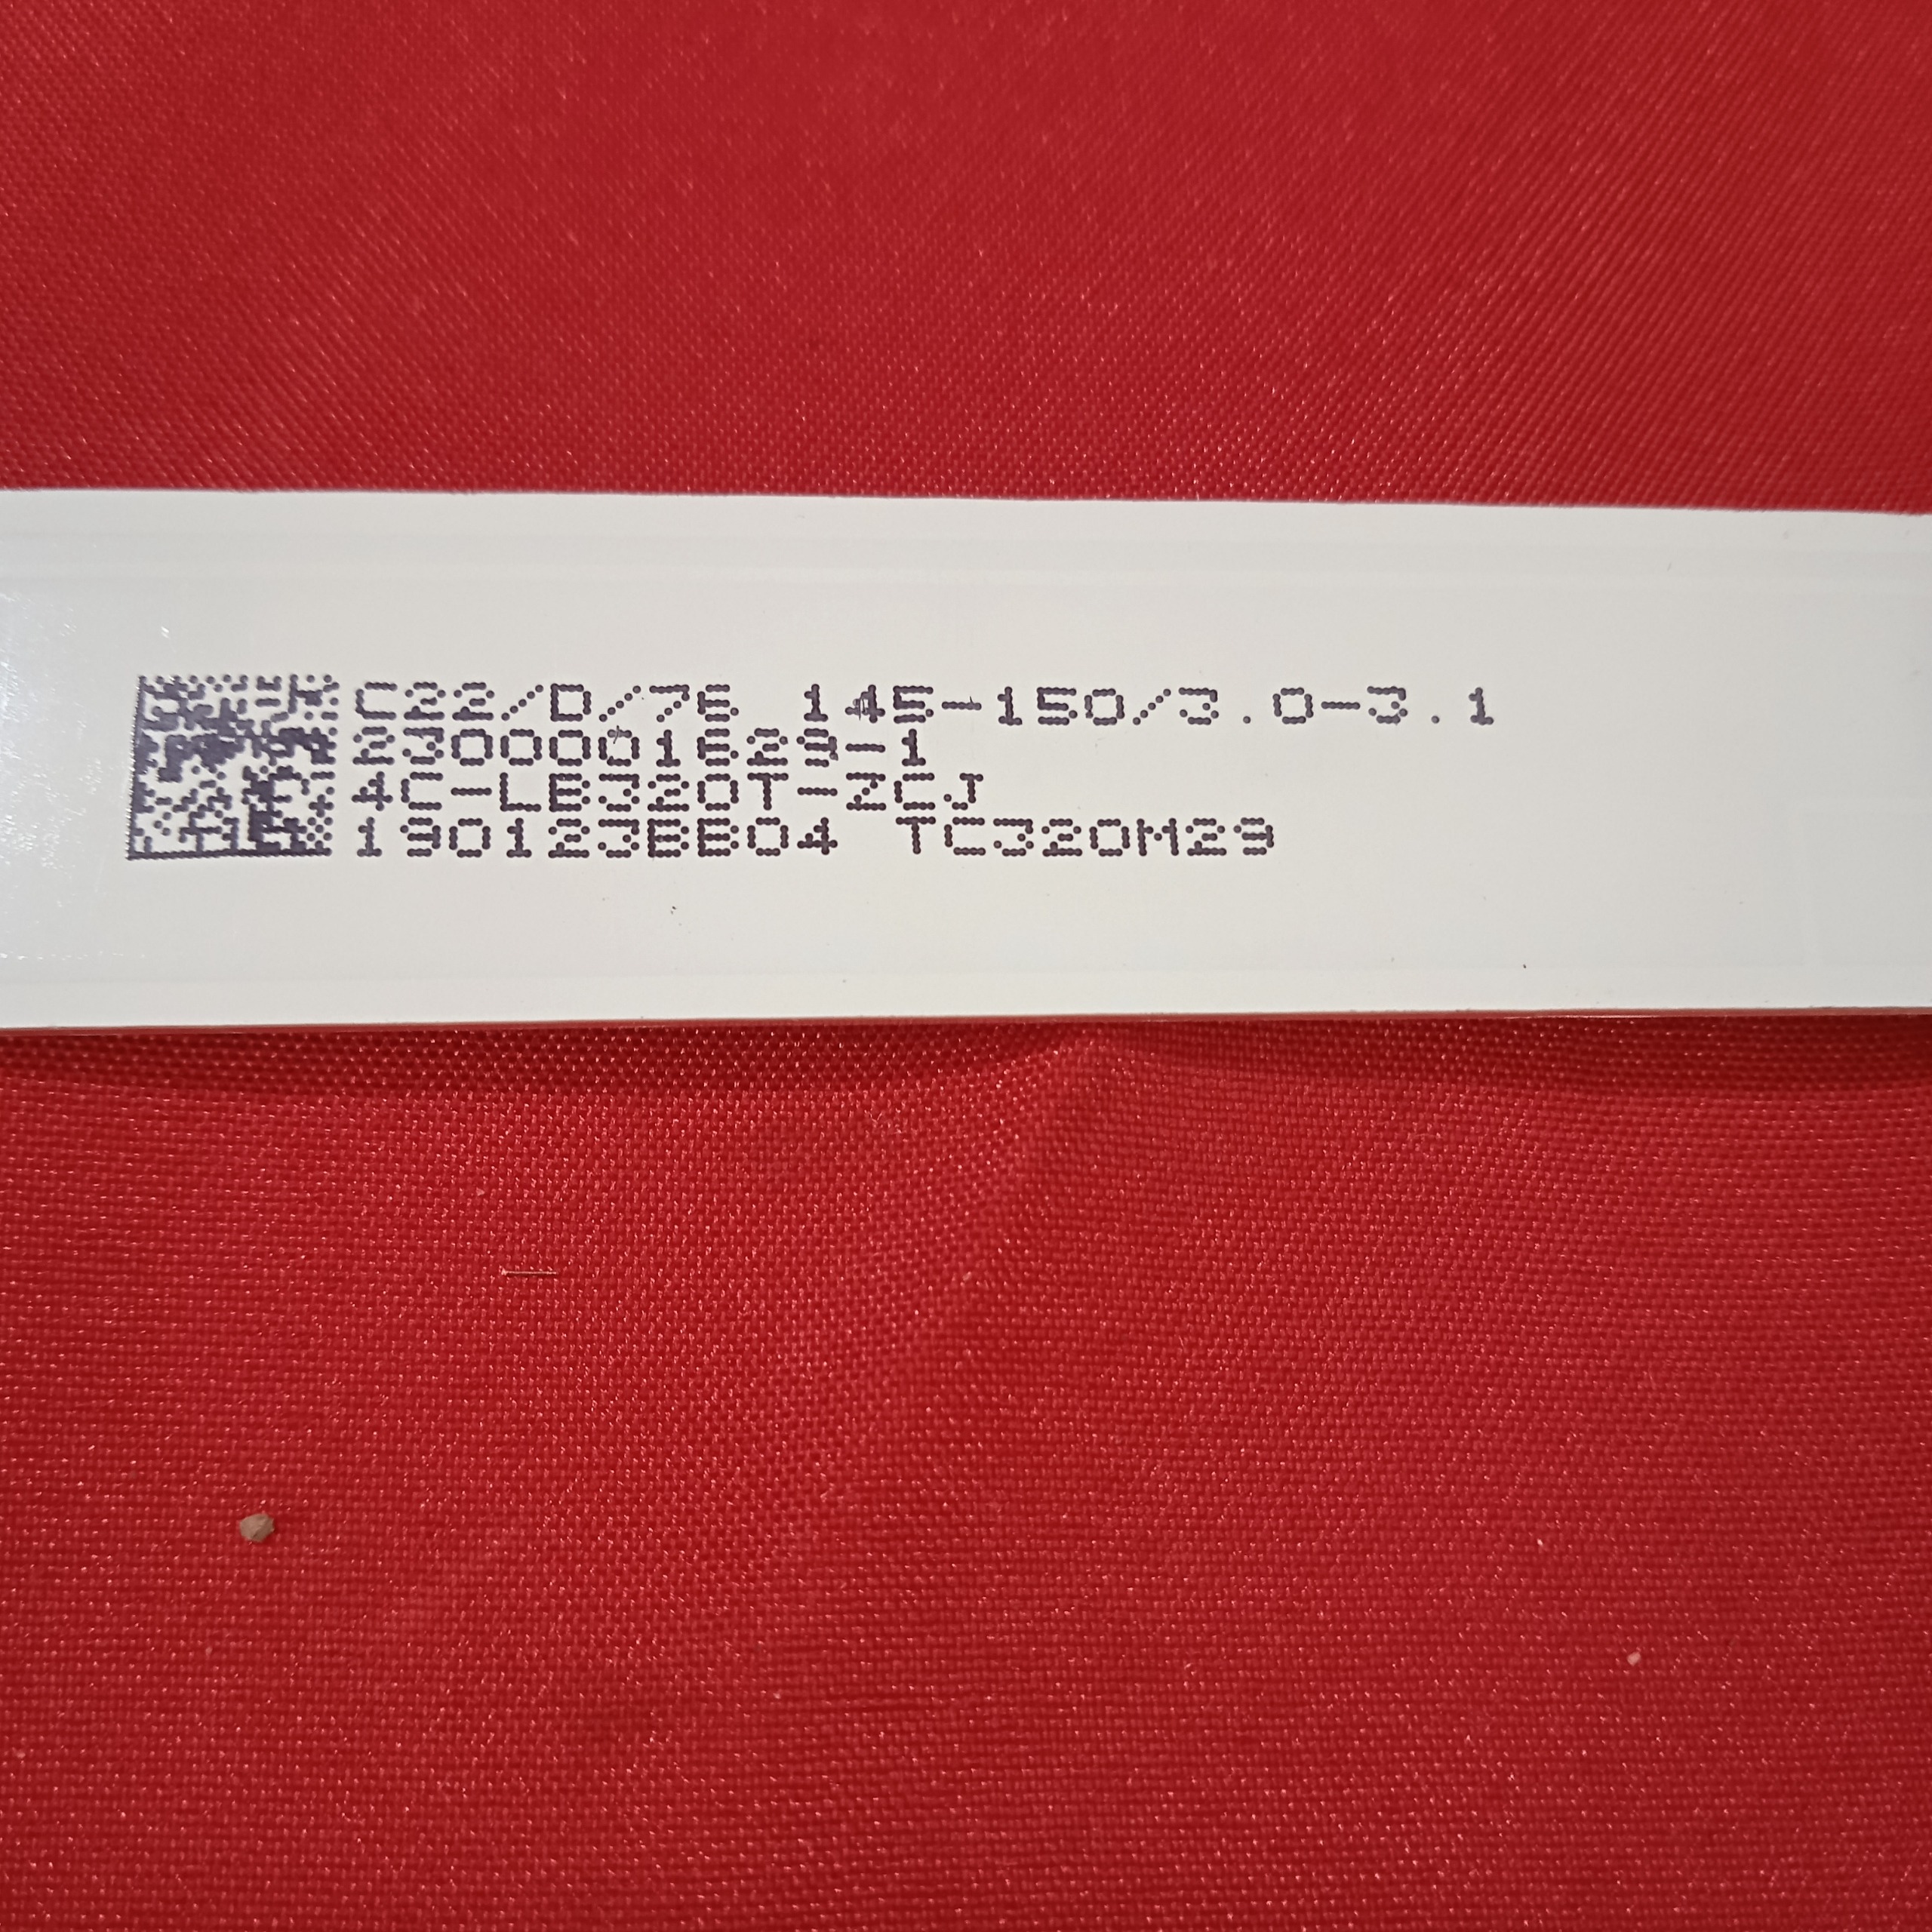 C22/D/76 145-150/3.0-3.1
2300001629-1
4C-LB320T-ZCJ
190123BB04 TC320M29